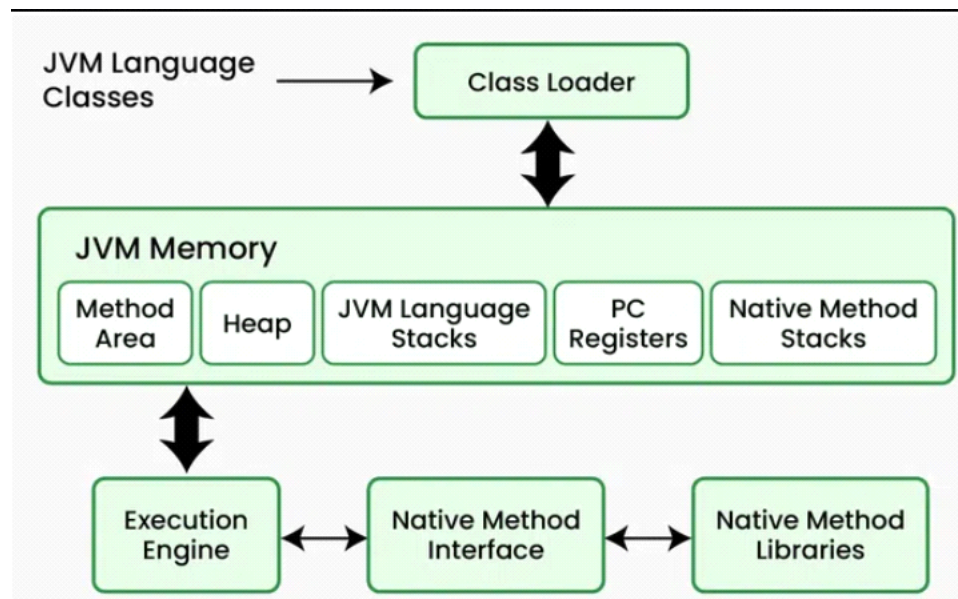 JVM Language
Classes
Class Loader
JVM Memory
Method
Area
Heap
JVM Language
Stacks
PC
Registers
Native Method
Stacks
Execution
Engine
Native Method
Interface
Native Method
Libraries